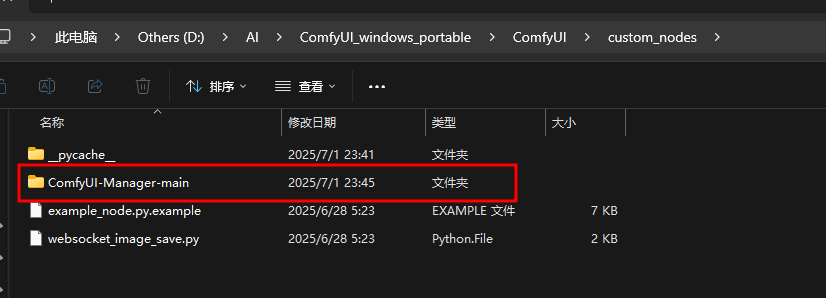 此电脑 > Others (D:) > AI > ComfyUI_windows_portable > ComfyUI > custom_nodes >
排序 查看 •••
名称 修改日期 类型 大小
__pycache__ 2025/7/1 23:41 文件夹
ComfyUI-Manager-main 2025/7/1 23:45 文件夹
example_node.py.example 2025/6/28 5:23 EXAMPLE 文件 7 KB
websocket_image_save.py 2025/6/28 5:23 Python.File 2 KB